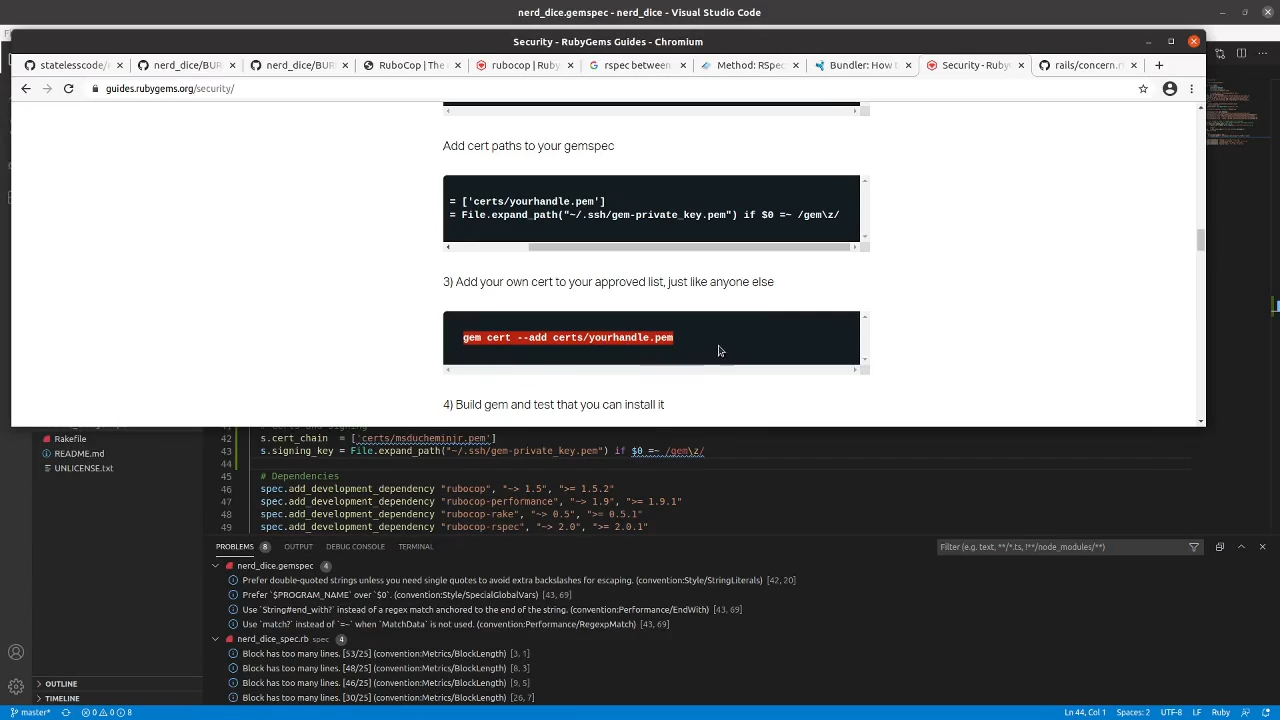 nerd_dice.gemspec - nerd_dice - Visual Studio Code
Security - RubyGems Guides - Chromium
statelesscode/
nerd_dice/BUR
nerd_dice/BUR
RuboCop | The
rubocop | Ruby
rspec between
Method: RSpec
Bundler: How to
Security - Ruby
rails/concern.r
guides.rubygems.org/security/
Add cert paths to your gemspec
= ['certs/yourhandle.pem']
= File.expand_path("~/.ssh/gem-private_key.pem") if $0 =~ /gem\z/
3) Add your own cert to your approved list, just like anyone else
gem cert --add certs/yourhandle.pem
4) Build gem and test that you can install it
Rakefile
README.md
UNLICENSE.txt
42 s.cert_chain = ['certs/msducheminjr.pem']
43 s.signing_key = File.expand_path("~/.ssh/gem-private_key.pem") if $0 =~ /gem\z/
44
45 # Dependencies
46 spec.add_development_dependency "rubocop", "~> 1.5", ">= 1.5.2"
47 spec.add_development_dependency "rubocop-performance", "~> 1.9", ">= 1.9.1"
48 spec.add_development_dependency "rubocop-rake", "~> 0.5", ">= 0.5.1"
49 spec.add_development_dependency "rubocop-rspec", "~> 2.0", ">= 2.0.1"
PROBLEMS 8 OUTPUT DEBUG CONSOLE TERMINAL
Filter (e.g. text, **/*.ts, !**/node_modules/**)
nerd_dice.gemspec 4
Prefer double-quoted strings unless you need single quotes to avoid extra backslashes for escaping. (convention:Style/StringLiterals) [42, 20]
Prefer `$PROGRAM_NAME` over `$0`. (convention:Style/SpecialGlobalVars) [43, 69]
Use `String#end_with?` instead of a regex match anchored to the end of the string. (convention:Performance/EndWith) [43, 69]
Use `match?` instead of `=~` when `MatchData` is not used. (convention:Performance/RegexpMatch) [43, 69]
nerd_dice_spec.rb spec 4
Block has too many lines. [53/25] (convention:Metrics/BlockLength) [3, 1]
Block has too many lines. [48/25] (convention:Metrics/BlockLength) [8, 3]
Block has too many lines. [46/25] (convention:Metrics/BlockLength) [9, 5]
Block has too many lines. [30/25] (convention:Metrics/BlockLength) [26, 7]
OUTLINE
TIMELINE
master* 0 0 8
Ln 44, Col 1 Spaces: 2 UTF-8 LF Ruby